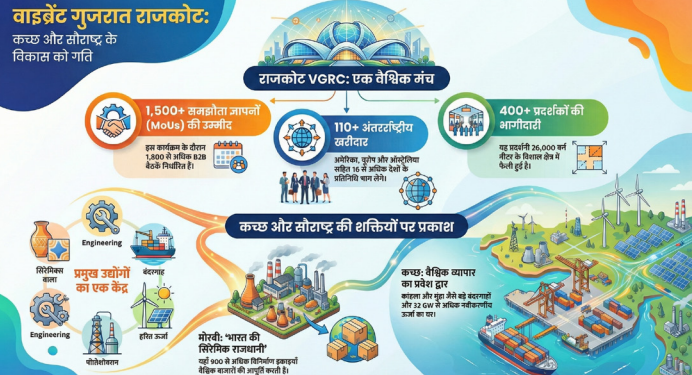 वाइब्रेंट गुजरात राजकोट:
कच्छ और सौराष्ट्र के
विकास को गति
राजकोट VGRC: एक वैश्विक मंच
1,500+ समझौता ज्ञापनों
(MoUs) की उम्मीद
इस कार्यक्रम के दौरान
1,800 से अधिक B2B
बैठकें निर्धारित हैं।
110+ अंतरराष्ट्रीय
खरीदार
अमेरिका, यूरोप और ऑस्ट्रेलिया
सहित 16 से अधिक देशों के
प्रतिनिधि भाग लेंगे।
400+ प्रदर्शकों की
भागीदारी
यह प्रदर्शनी 26,000 वर्ग
मीटर के विशाल क्षेत्र में
फैली हुई है।
कच्छ और सौराष्ट्र की शक्तियों पर प्रकाश
Engineering
सिरेमिक्स
वाला
बंदरगाह
प्रमुख उद्योगों
का एक केंद्र
Engineering
हरित ऊर्जा
मोरबी: 'भारत की
सिरेमिक राजधानी'
यहाँ 900 से अधिक विनिर्माण इकाइयाँ
वैश्विक बाजारों की आपूर्ति करती है।
कच्छ: वैश्विक व्यापार
का प्रवेश द्वार
कांडला और मुंद्रा जैसे बड़े बंदरगाहों
और 32 GW से अधिक नवीकरणीय
ऊर्जा का घर।